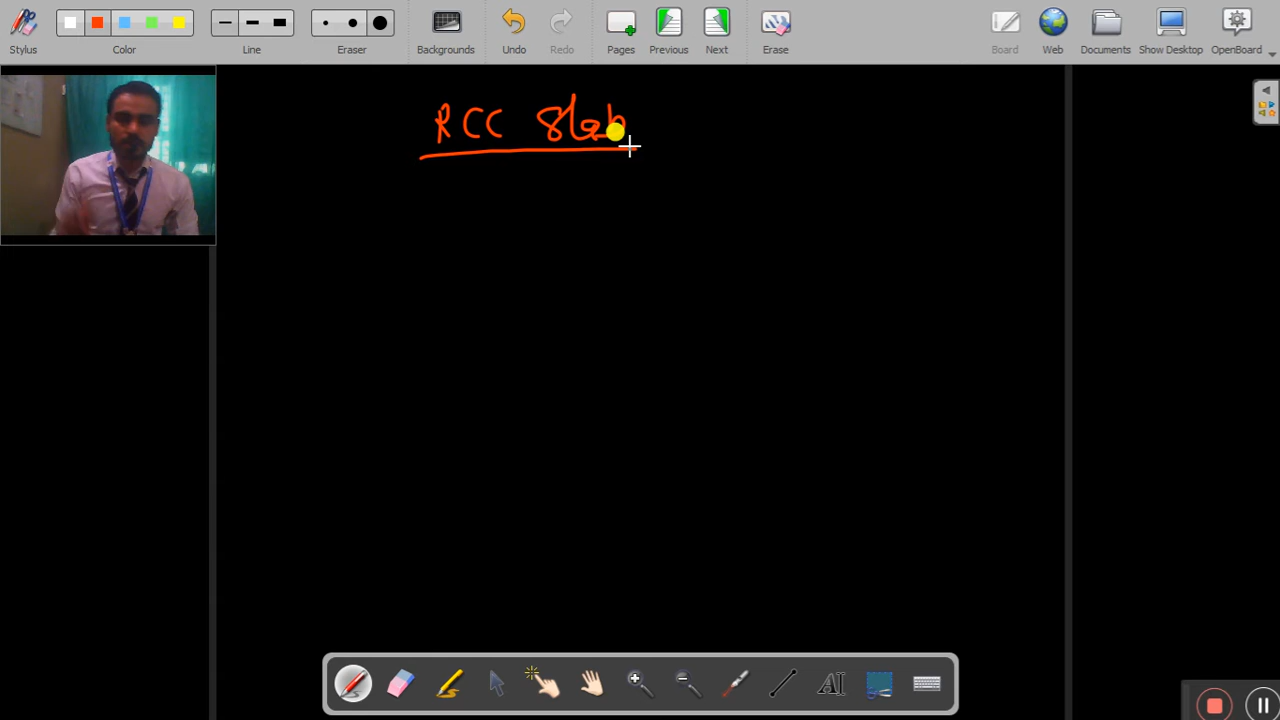 Stylus Color Line Eraser Backgrounds Undo Redo Pages Previous Next Erase Board Web Documents Show Desktop OpenBoard
RCC Slab
AI